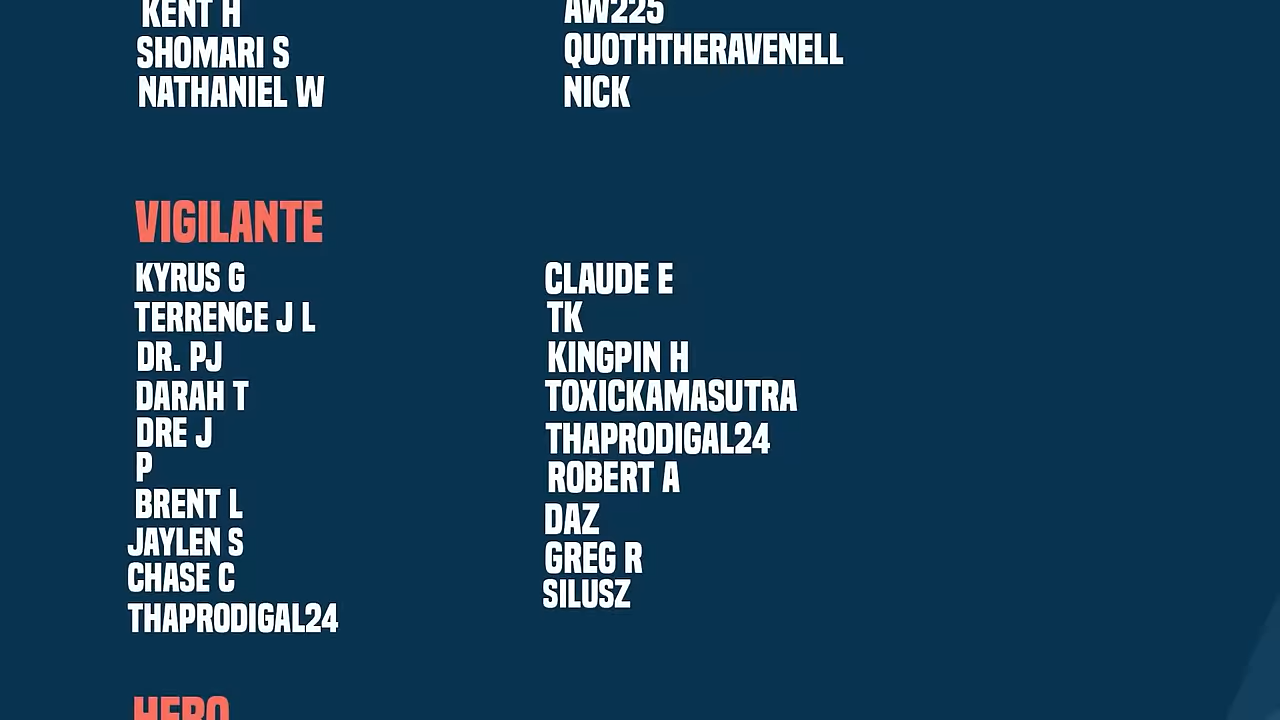 KENT H
SHOMARI S
NATHANIEL W
AW225
QUOTHTHERAVENELL
NICK
VIGILANTE
KYRUS G
TERRENCE J L
DR. PJ
DARAH T
DRE J
P
BRENT L
JAYLEN S
CHASE C
THAPRODIGAL24
CLAUDE E
TK
KINGPIN H
TOXICKAMASUTRA
THAPRODIGAL24
ROBERT A
DAZ
GREG R
SILUSZ
HERO